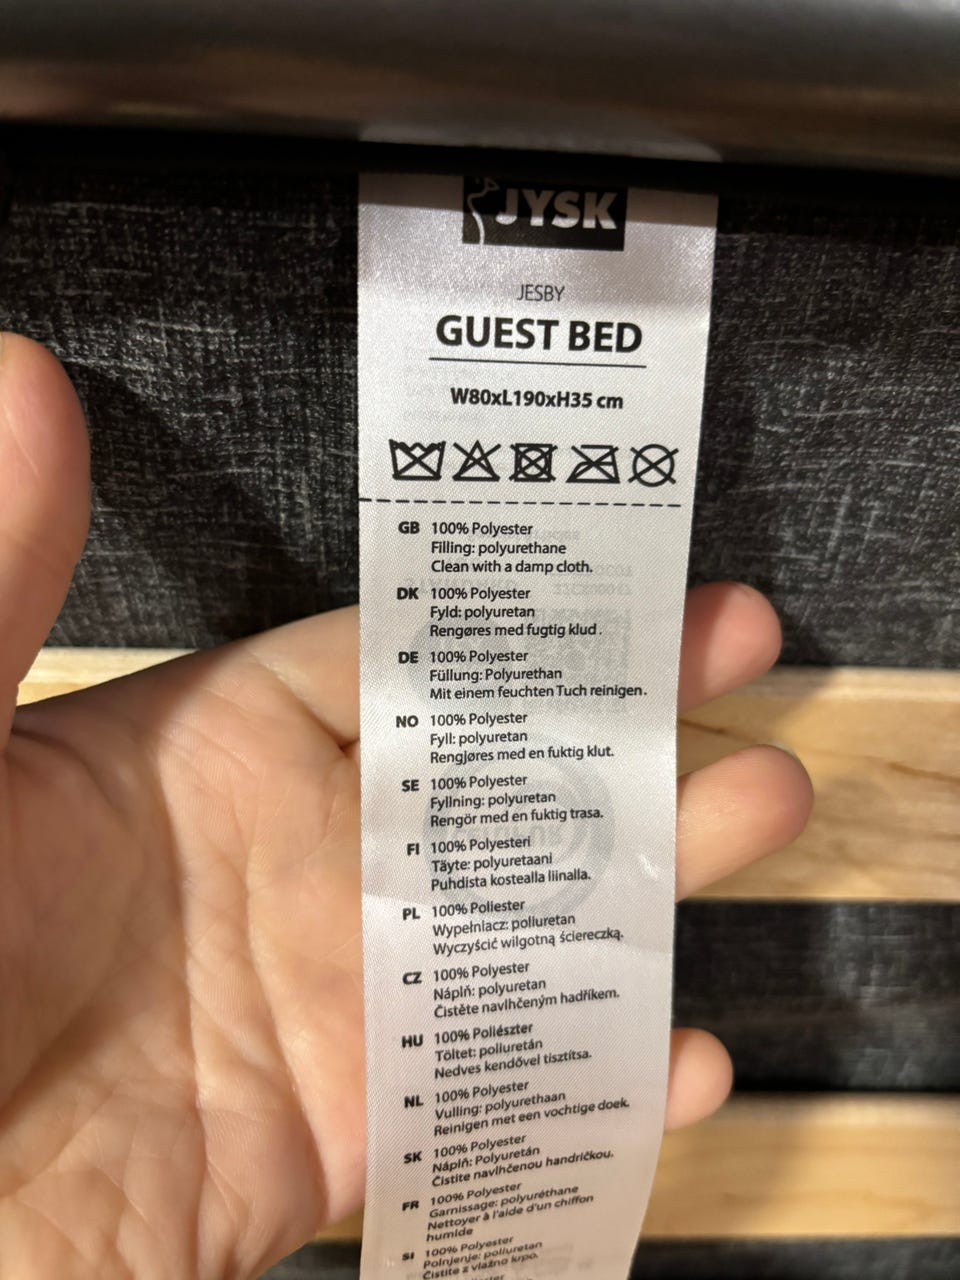 JYSK
JESBY
GUEST BED
W80xL190xH35 cm
GB 100% Polyester
Filling: polyurethane
Clean with a damp cloth.
DK 100% Polyester
Fyld: polyuretan
Rengøres med fugtig klud.
DE 100% Polyester
Füllung: Polyurethan
Mit einem feuchten Tuch reinigen.
NO 100% Polyester
Fyll: polyuretan
Rengjøres med en fuktig klut.
SE 100% Polyester
Fyllning: polyuretan
Rengör med en fuktig trasa.
FI 100% Polyesteri
Täyte: polyuretaani
Puhdista kostealla liinalla.
PL 100% Poliester
Wypełniacz: poliuretan
Wyczyścić wilgotną ściereczką.
CZ 100% Polyester
Náplň: polyuretan
Čistěte navlhčeným hadříkem.
HU 100% Poliészter
Töltet: poliuretán
Nedves kendővel tisztítsa.
NL 100% Polyester
Vulling: polyurethaan
Reinigen met een vochtige doek.
SK 100% Polyester
Náplň: Polyuretán
Čistite navlhčenou handričkou.
FR 100% Polyester
Garnissage: polyuréthane
Nettoyer à l'aide d'un chiffon
humide
SI 100% Polyester
Polnjenje: poliuretan
Čistite z vlažno krpo.